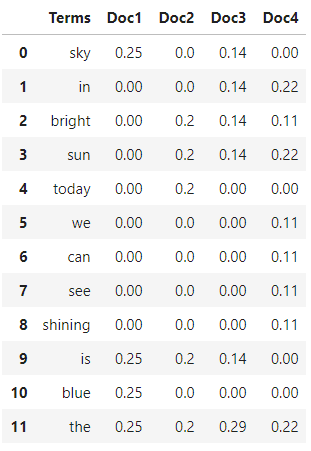 Terms Doc1 Doc2 Doc3 Doc4
0 sky 0.25 0.0 0.14 0.00
1 in 0.00 0.0 0.14 0.22
2 bright 0.00 0.2 0.14 0.11
3 sun 0.00 0.2 0.14 0.22
4 today 0.00 0.2 0.00 0.00
5 we 0.00 0.0 0.00 0.11
6 can 0.00 0.0 0.00 0.11
7 see 0.00 0.0 0.00 0.11
8 shining 0.00 0.0 0.00 0.11
9 is 0.25 0.2 0.14 0.00
10 blue 0.25 0.0 0.00 0.00
11 the 0.25 0.2 0.29 0.22